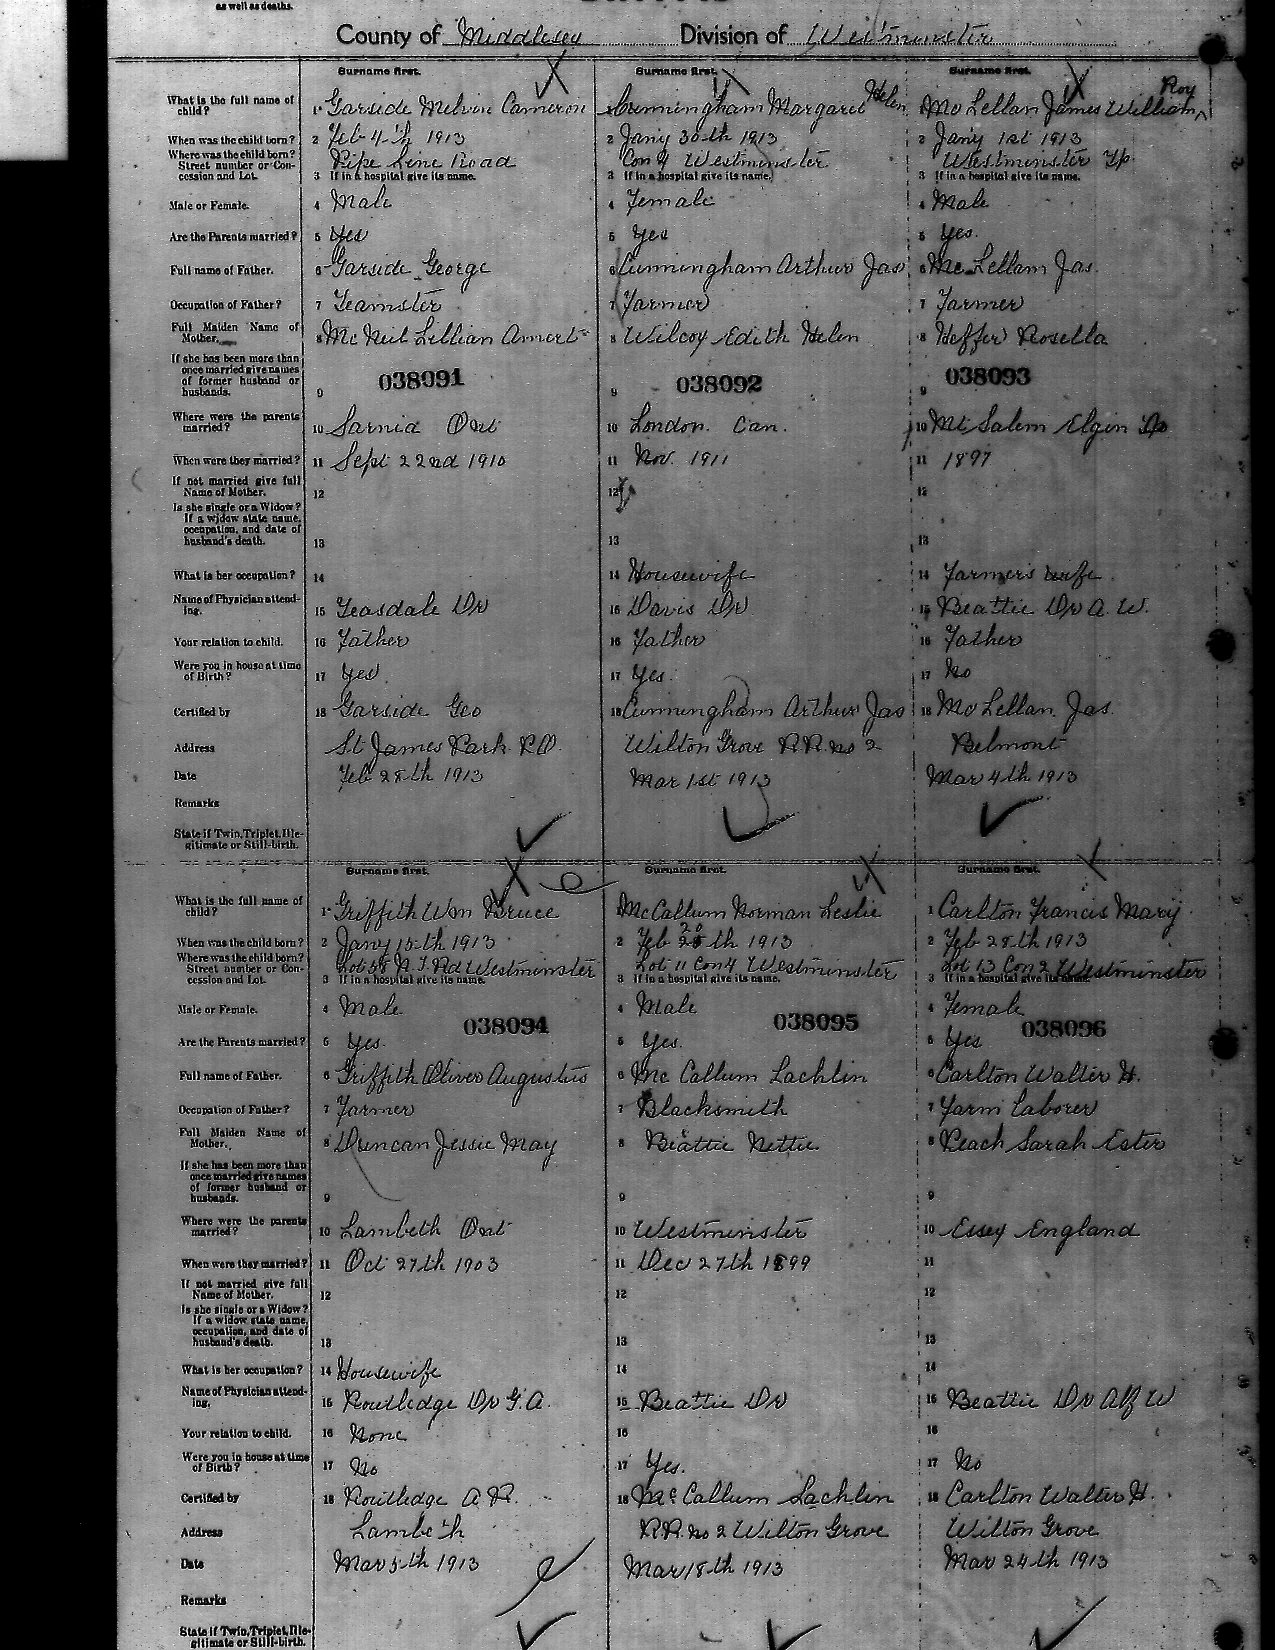 as well as deaths.
County of Middlesex Division of Westminster
Surname first. Surname first. Surname first.
What is the full name of child? 1 Garside Melvin Cameron 1 Cunningham Margaret Helen 1 McLellan James William Roy
When was the child born? 2 Feb 4th 1913 2 Jany 30th 1913 2 Jany 1st 1913
Where was the child born? Street number or Concession and Lot. Pipe Line Road Con 4 Westminster Westminster Tp
3 If in a hospital give its name. 3 If in a hospital give its name. 3 If in a hospital give its name.
Male or Female. 4 Male 4 Female 4 Male
Are the Parents married? 5 Yes 5 Yes 5 Yes.
Full name of Father. 6 Garside George 6 Cunningham Arthur Jas 6 McLellan Jas.
Occupation of Father? 7 Teamster 7 Farmer 7 Farmer
Full Maiden Name of Mother. 8 McNeil Lillian 8 Wilcoy Edith Helen 8 Heffer Rosella
If she has been more than once married give names of former husband or husbands. 9 038091 9 038092 9 038093
Where were the parents married? 10 Sarnia Ont 10 London. Can. 10 Mt Salem Elgin
When were they married? 11 Sept 22nd 1910 11 Nov. 1911 11 1897
If not married give full Name of Mother. 12 12 12
Is she single or a Widow? If a widow state name, occupation, and date of husband's death. 13 13 13
What is her occupation? 14 14 Housewife 14 Farmers wife
Name of Physician attending. 15 Teasdale Dr 15 Davis Dr 15 Beattie Dr A. W.
Your relation to child. 16 Father 16 Father 16 Father
Were you in house at time of Birth? 17 Yes 17 Yes. 17 No
Certified by 18 Garside Geo 18 Cunningham Arthur Jas 18 McLellan Jas.
Address St James Park P.O. Wilton Grove R.R. no 2 Belmont
Date Feb 28th 1913 Mar 1st 1913 Mar 4th 1913
Remarks
State if Twin, Triplet, Illegitimate or Still-birth.
Surname first. Surname first. Surname first.
What is the full name of child? 1 Griffith Wm Bruce 1 McCallum Norman Leslie 1 Carlton Francis Mary
When was the child born? 2 Jany 15th 1913 2 Feb 20th 1913 2 Feb 28th 1913
Where was the child born? Street number or Concession and Lot. Lot 58 N. T. Rd Westminster Lot 11 Con 4 Westminster Lot 13 Con 2 Westminster
3 If in a hospital give its name. 3 If in a hospital give its name. 3 If in a hospital give its name.
Male or Female. 4 Male 038094 4 Male 038095 4 Female
Are the Parents married? 5 Yes. 5 Yes. 5 Yes 038096
Full name of Father. 6 Griffith Oliver Augustus 6 McCallum Lachlin 6 Carlton Walter H.
Occupation of Father? 7 Farmer 7 Blacksmith 7 Farm Laborer
Full Maiden Name of Mother. 8 Duncan Jessie May 8 Beattie Nettie 8 Peach Sarah Ester
If she has been more than once married give names of former husband or husbands. 9 9 9
Where were the parents married? 10 Lambeth Ont 10 Westminster 10 Essex England
When were they married? 11 Oct 27th 1903 11 Dec 27th 1899 11
If not married give full Name of Mother. 12 12 12
Is she single or a Widow? If a widow state name, occupation, and date of husband's death. 13 13 13
What is her occupation? 14 Housewife 14 14
Name of Physician attending. 15 Routledge Dr G. A. 15 Beattie Dr 15 Beattie Dr Alf W
Your relation to child. 16 None 16 16
Were you in house at time of Birth? 17 No 17 Yes. 17 No
Certified by 18 Routledge A R. 18 McCallum Lachlin 18 Carlton Walter H.
Address Lambeth R.R. no 2 Wilton Grove Wilton Grove
Date Mar 5th 1913 Mar 18th 1913 Mar 24th 1913
Remarks
State if Twin, Triplet, Illegitimate or Still-birth.